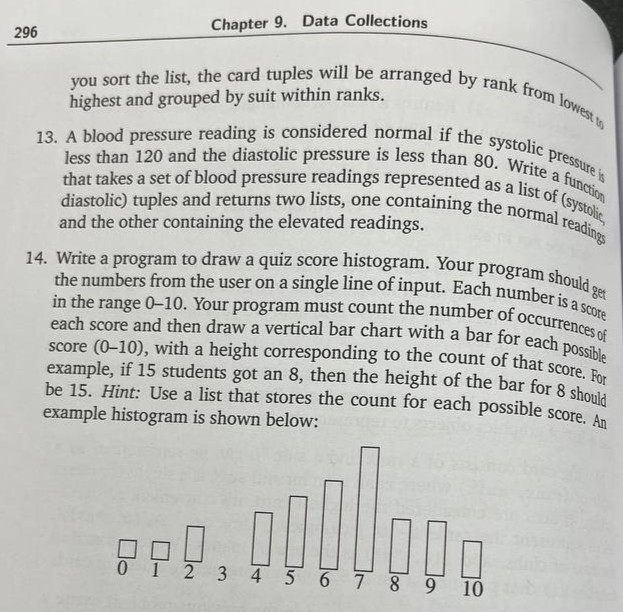 296
Chapter 9. Data Collections
you sort the list, the card tuples will be arranged by rank from lowest to
highest and grouped by suit within ranks.
13. A blood pressure reading is considered normal if the systolic pressure is
less than 120 and the diastolic pressure is less than 80. Write a function
that takes a set of blood pressure readings represented as a list of (systolic,
diastolic) tuples and returns two lists, one containing the normal readings
and the other containing the elevated readings.
14. Write a program to draw a quiz score histogram. Your program should get
the numbers from the user on a single line of input. Each number is a score
in the range 0–10. Your program must count the number of occurrences of
each score and then draw a vertical bar chart with a bar for each possible
score (0–10), with a height corresponding to the count of that score. For
example, if 15 students got an 8, then the height of the bar for 8 should
be 15. Hint: Use a list that stores the count for each possible score. An
example histogram is shown below:
0 1 2 3 4 5 6 7 8 9 10